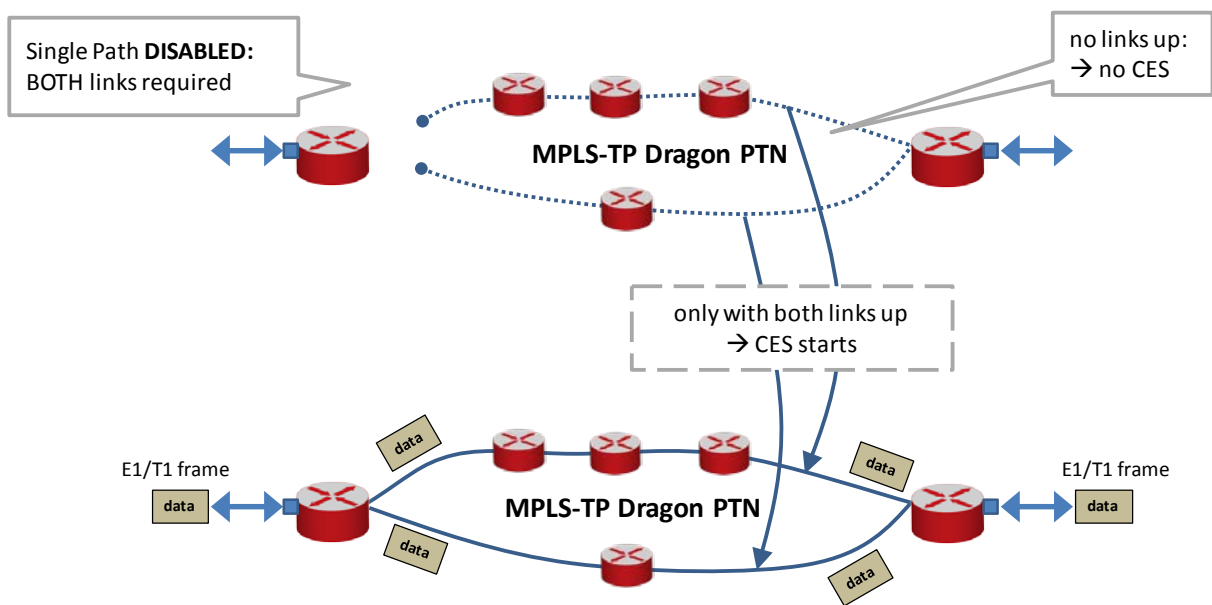 Single Path DISABLED:
BOTH links required
no links up:
→ no CES
MPLS-TP Dragon PTN
only with both links up
→ CES starts
data
data
E1/T1 frame
data
MPLS-TP Dragon PTN
E1/T1 frame
data
data
data